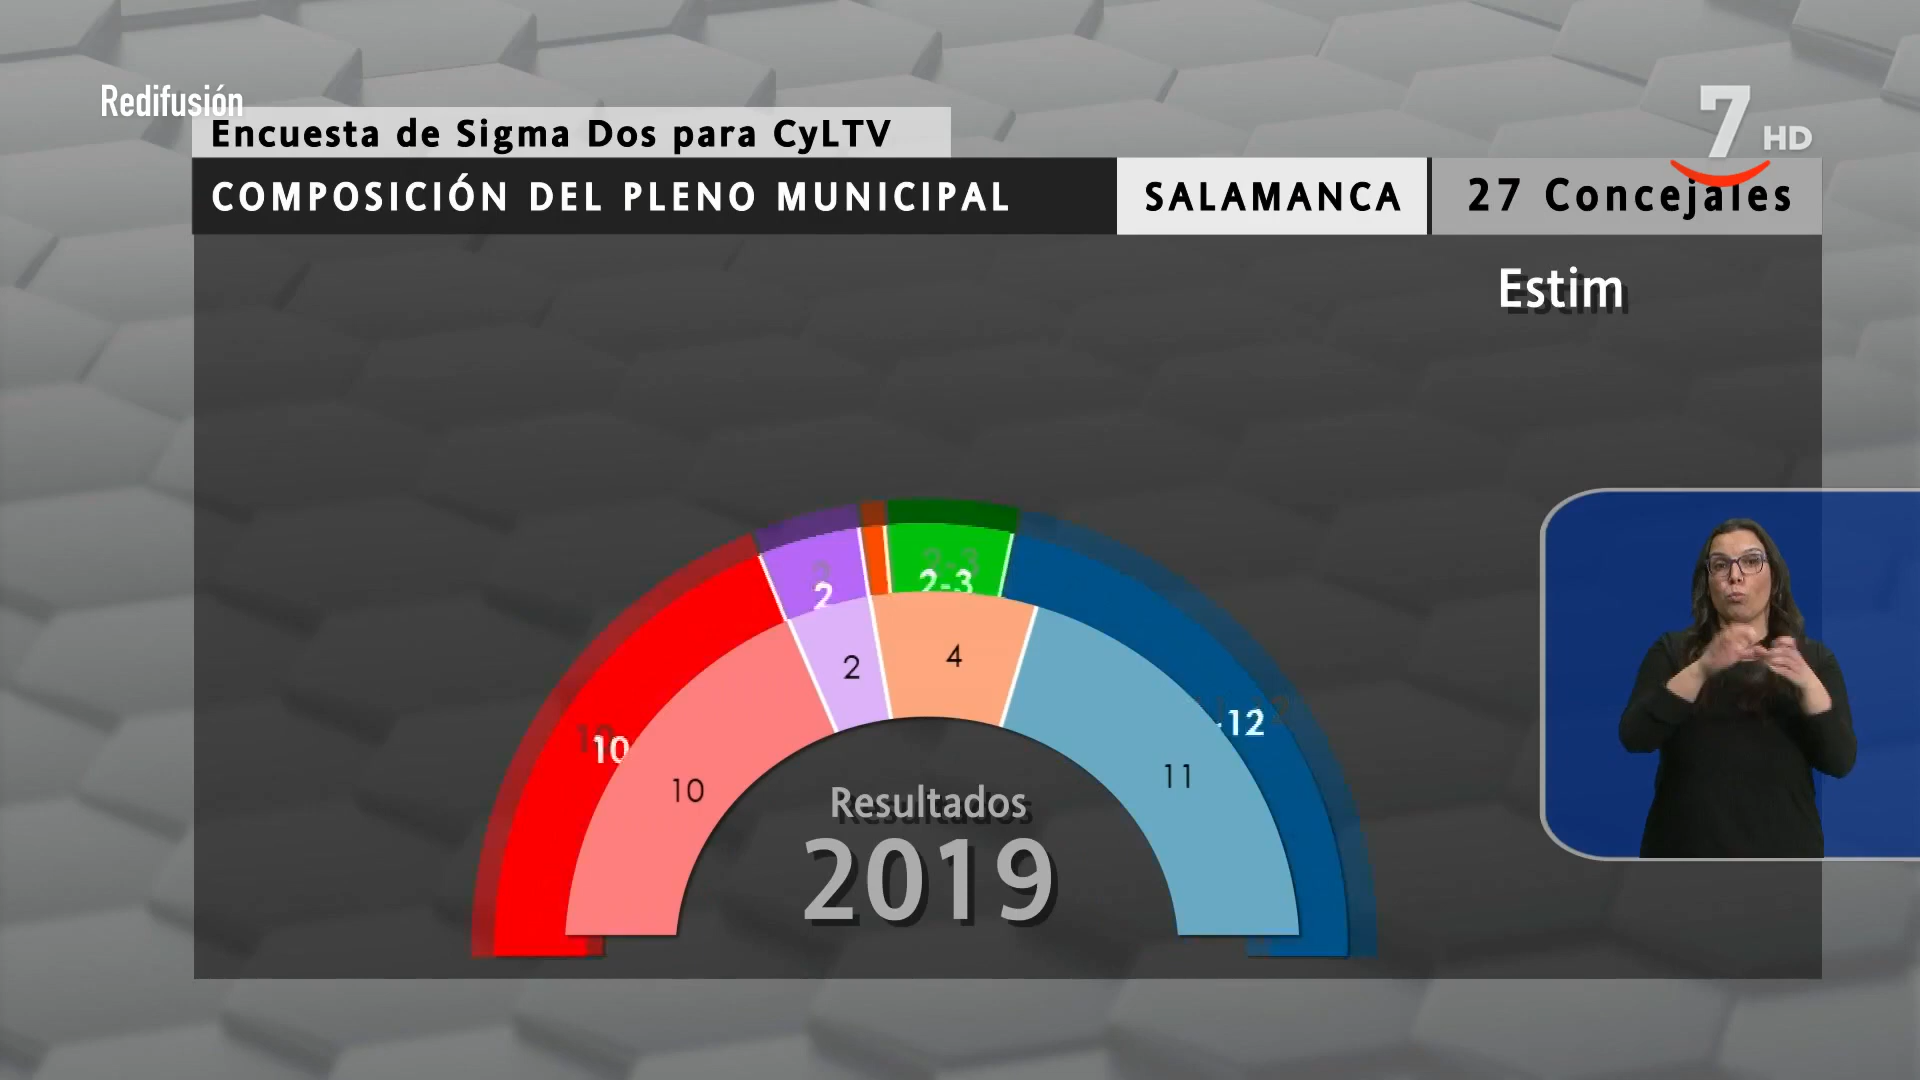 Redifusión
7 HD
Encuesta de Sigma Dos para CyLTV
COMPOSICIÓN DEL PLENO MUNICIPAL
SALAMANCA
27 Concejales
Estim
2
2-3
2
4
10
-12
10
11
Resultados
2019